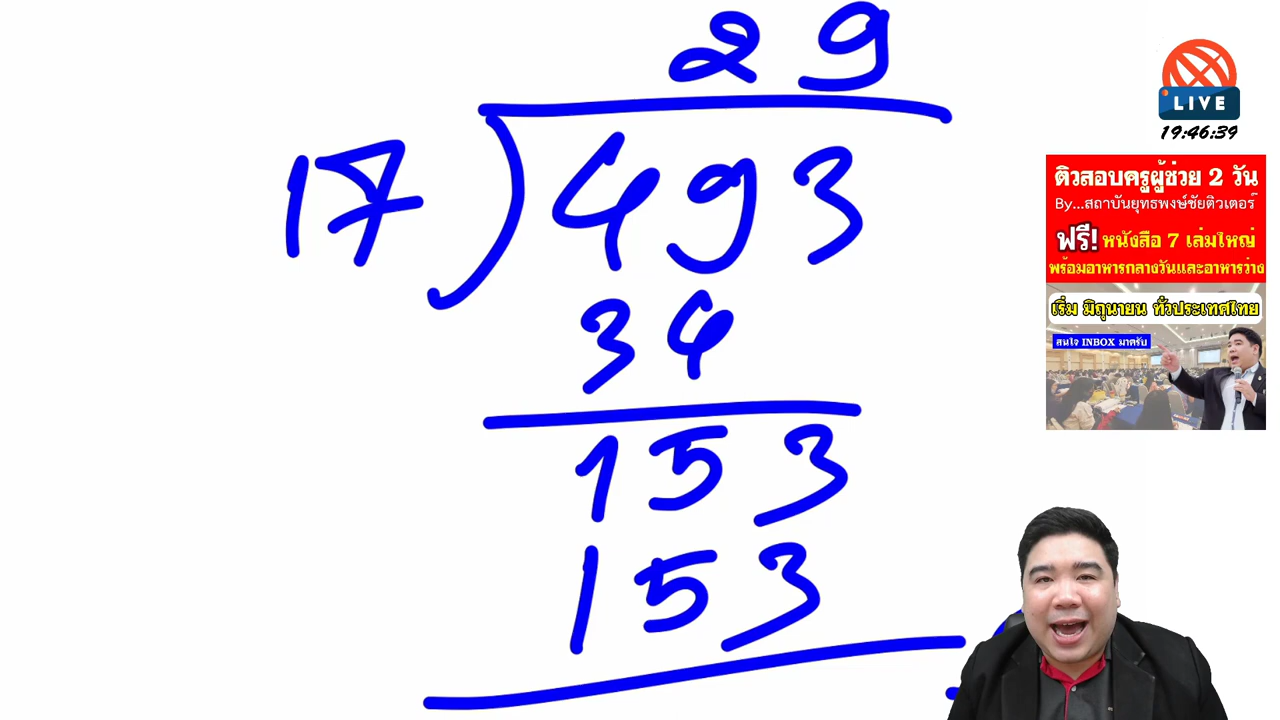 29
17 493
34
153
153
LIVE
19:46:39
ติวสอบครูผู้ช่วย 2 วัน
By...สถาบันยุทธพงษ์ชัยติวเตอร์
ฟรี! หนังสือ 7 เล่มใหญ่
พร้อมอาหารกลางวันและอาหารว่าง
เริ่ม มิถุนายน ทั่วประเทศไทย
สนใจ INBOX มาครับ